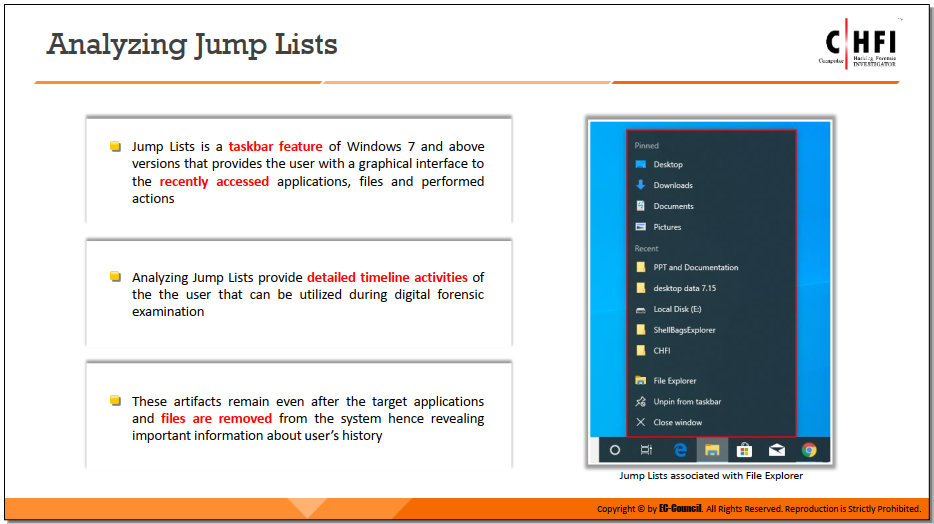 Analyzing Jump Lists
CHFI
Computer Hacking Forensic
INVESTIGATOR
Jump Lists is a taskbar feature of Windows 7 and above
versions that provides the user with a graphical interface to
the recently accessed applications, files and performed
actions
Analyzing Jump Lists provide detailed timeline activities of
the the user that can be utilized during digital forensic
examination
These artifacts remain even after the target applications
and files are removed from the system hence revealing
important information about user's history
Pinned
Desktop
Downloads
Documents
Pictures
Recent
PPT and Documentation
desktop data 7.15
Local Disk (E:)
ShellBagsExplorer
CHFI
File Explorer
Unpin from taskbar
Close window
Jump Lists associated with File Explorer
Copyright © by EC-Council. All Rights Reserved. Reproduction is Strictly Prohibited.